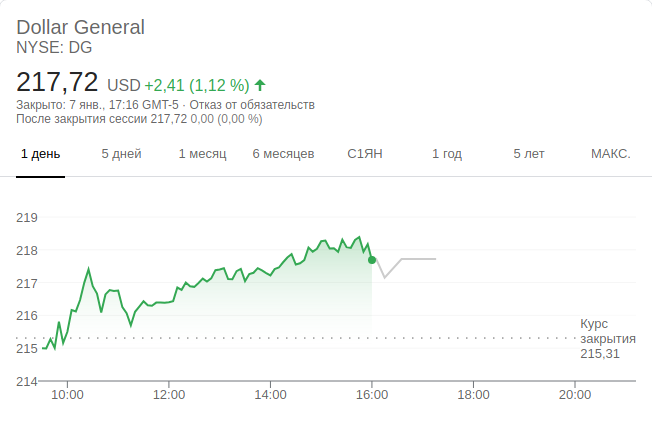 Dollar General
NYSE: DG
217,72 USD +2,41 (1,12 %)
Закрыто: 7 янв., 17:16 GMT-5 · Отказ от обязательств
После закрытия сессии 217,72 0,00 (0,00 %)
1 день 5 дней 1 месяц 6 месяцев С1ЯН 1 год 5 лет МАКС.
219
218
217
216
215
214
Курс
закрытия
215,31
10:00 12:00 14:00 16:00 18:00 20:00